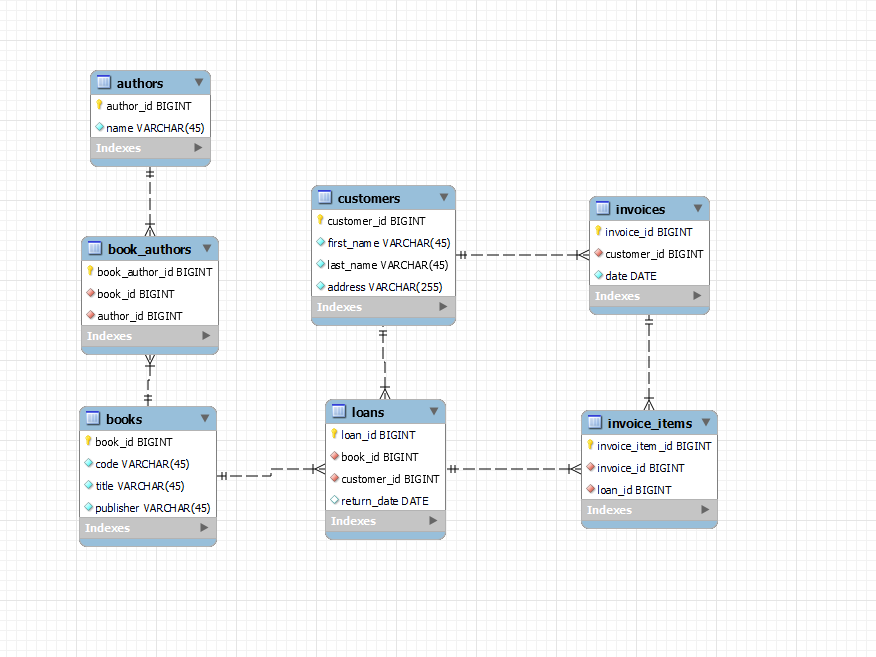 authors
author_id BIGINT
name VARCHAR(45)
Indexes
book_authors
book_author_id BIGINT
book_id BIGINT
author_id BIGINT
Indexes
books
book_id BIGINT
code VARCHAR(45)
title VARCHAR(45)
publisher VARCHAR(45)
Indexes
customers
customer_id BIGINT
first_name VARCHAR(45)
last_name VARCHAR(45)
address VARCHAR(255)
Indexes
loans
loan_id BIGINT
book_id BIGINT
customer_id BIGINT
return_date DATE
Indexes
invoices
invoice_id BIGINT
customer_id BIGINT
date DATE
Indexes
invoice_items
invoice_item_id BIGINT
invoice_id BIGINT
loan_id BIGINT
Indexes